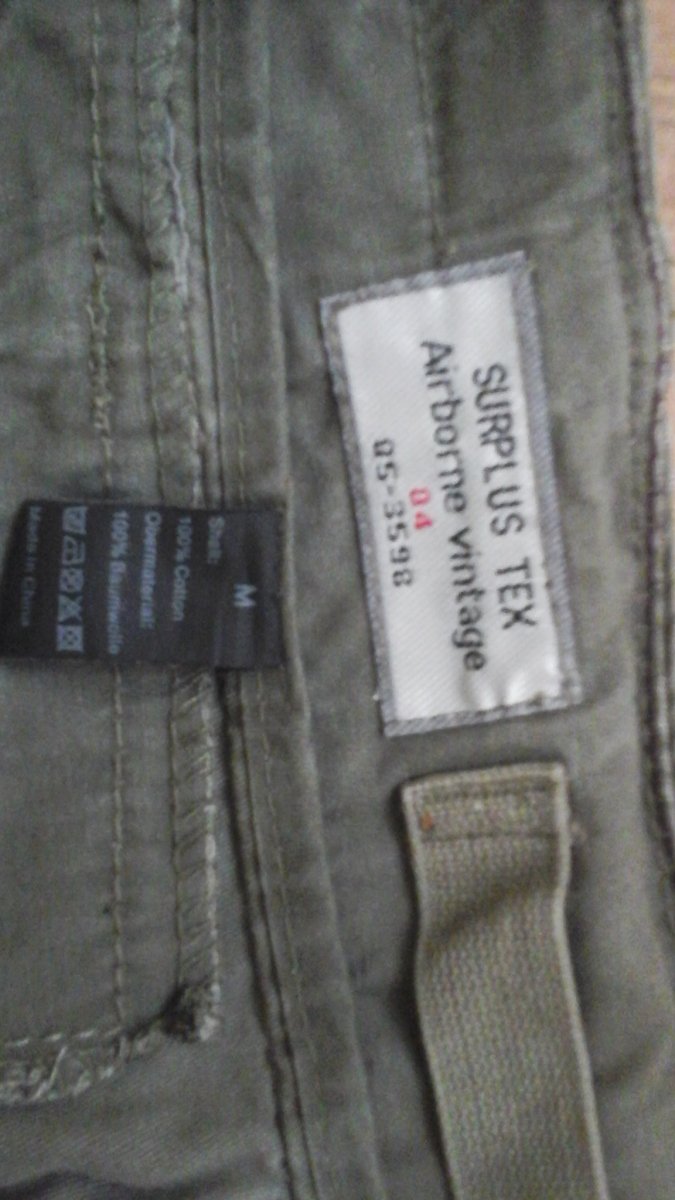 SURPLUS TEX
Airborne vintage
04
05-3598
M
Shell:
100% Cotton
Obermaterial:
100% Baumwolle
Made in China